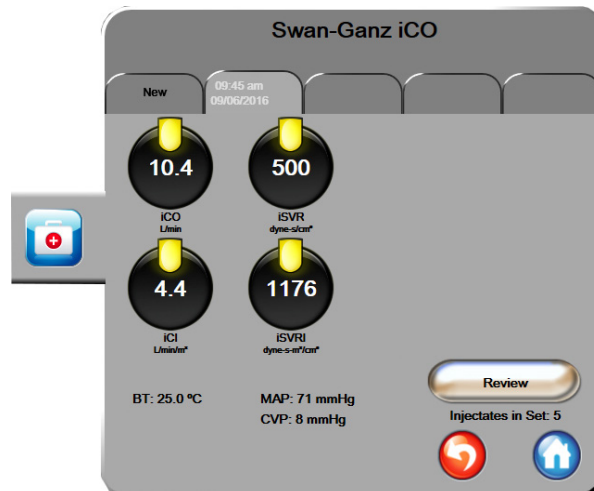 Swan-Ganz iCO
New
09:45 am
09/06/2016
10.4
500
iCO
L/min
iSVR
dyne-s/cm⁵
4.4
1176
iCI
L/min/m²
iSVRI
dyne-s-m²/cm⁵
BT: 25.0 ºC
MAP: 71 mmHg
CVP: 8 mmHg
Review
Injectates in Set: 5